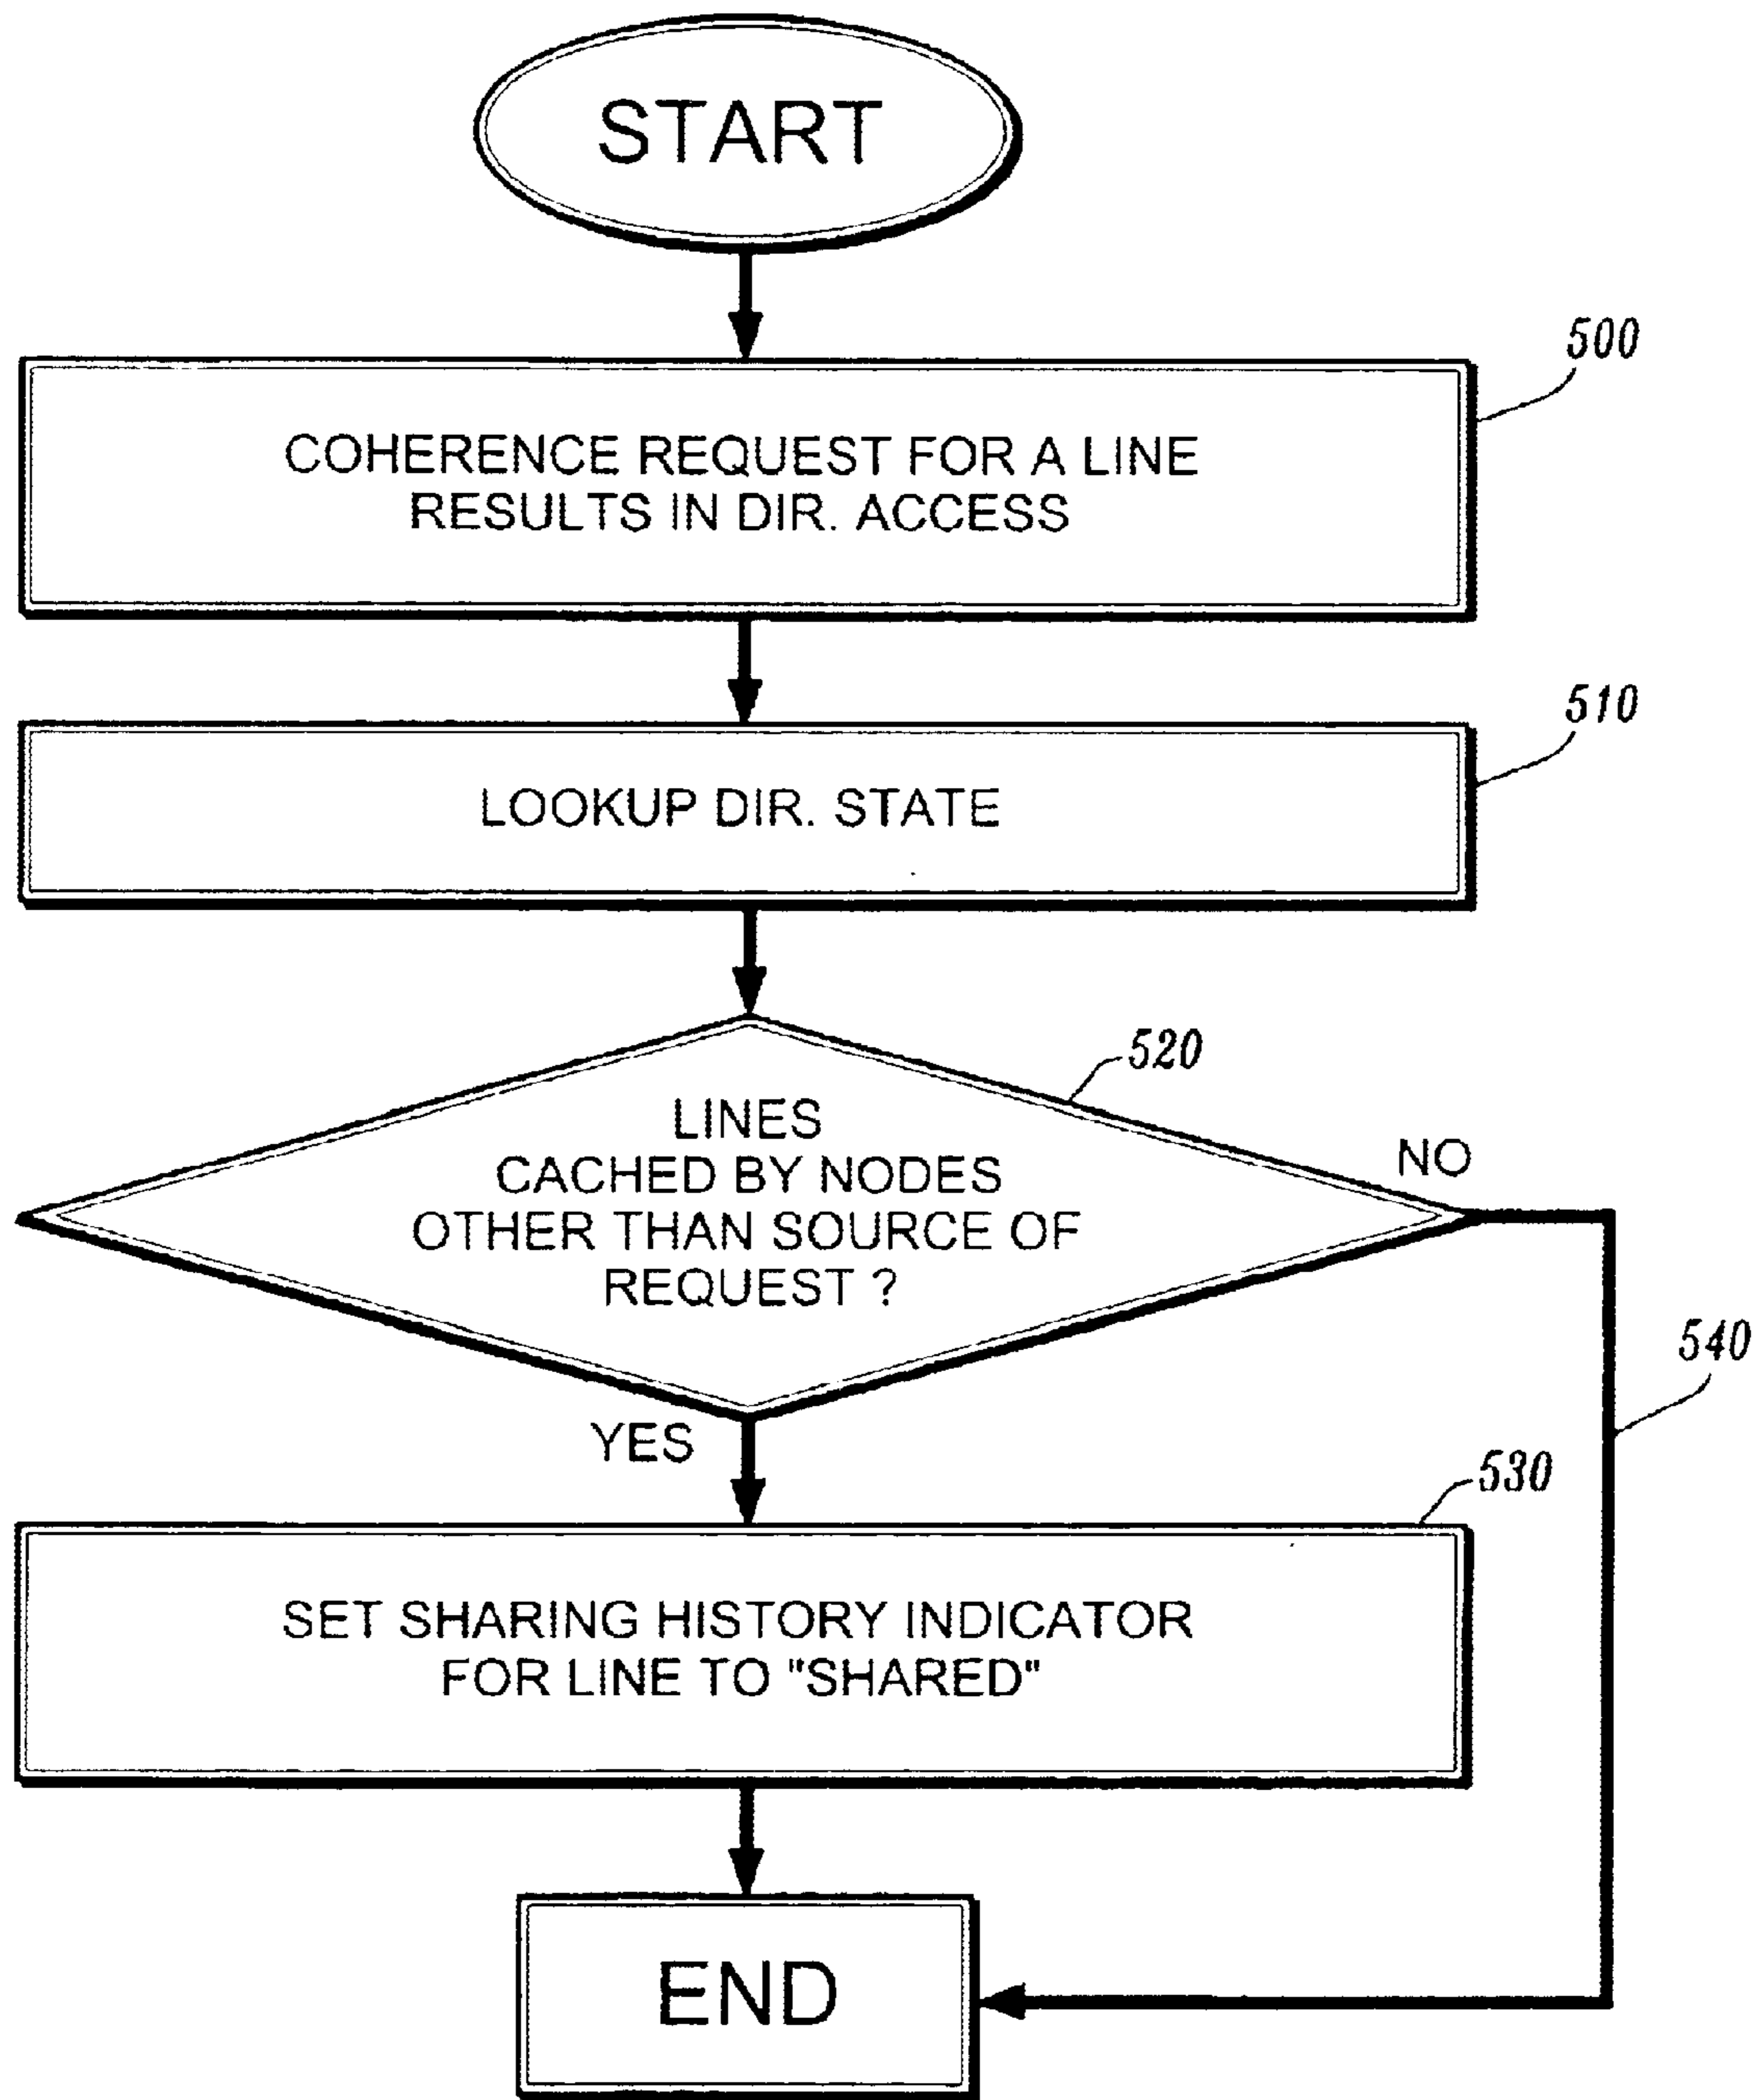 START
500
COHERENCE REQUEST FOR A LINE
RESULTS IN DIR. ACCESS
510
LOOKUP DIR. STATE
520
LINES
CACHED BY NODES
OTHER THAN SOURCE OF
REQUEST ?
NO
540
YES
530
SET SHARING HISTORY INDICATOR
FOR LINE TO "SHARED"
END